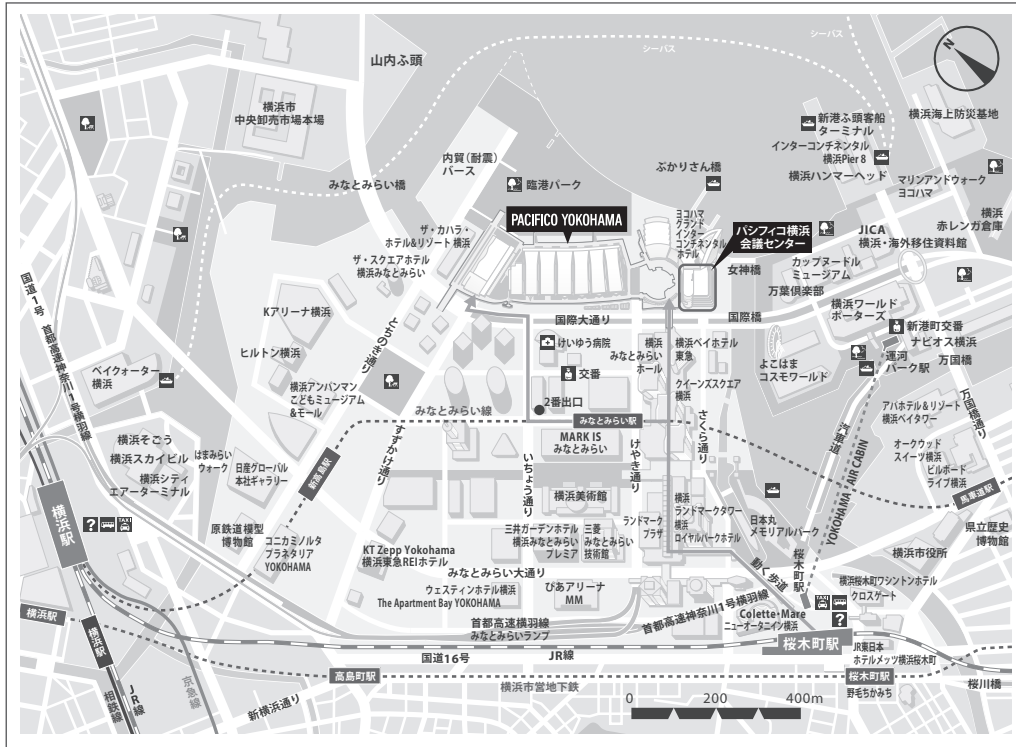 シーバス
シーバス
N
山内ふ頭
横浜市
中央卸売市場本場
内貿(耐震)
バース
みなとみらい橋
臨港パーク
ぷかりさん橋
新港ふ頭客船
ターミナル
インターコンチネンタル
横浜Pier 8
横浜ハンマーヘッド
横浜海上防災基地
マリンアンドウォーク
ヨコハマ
横浜
赤レンガ倉庫
ザ・カハラ・
ホテル&リゾート 横浜
ザ・スクエアホテル
横浜みなとみらい
PACIFICO YOKOHAMA
ヨコハマ
グランド
インター
コンチネンタル
ホテル
パシフィコ横浜
会議センター
女神橋
JICA
横浜・海外移住資料館
カップヌードル
ミュージアム
万葉倶楽部
横浜ワールド
ポーターズ
国際大通り
国際橋
新港町交番
ナビオス横浜
運河
パーク駅
万国橋
万国橋通り
国道1号
首都高速神奈川1号横羽線
Kアリーナ横浜
とちのき通り
ヒルトン横浜
ベイクォーター
横浜
横浜アンパンマン
こどもミュージアム
&モール
けいゆう病院
交番
2番出口
横浜
みなとみらい
ホール
横浜ベイホテル
東急
クイーンズスクエア
横浜
よこはま
コスモワールド
アパホテル&リゾート
横浜ベイタワー
オークウッド
スイーツ横浜
ビルボード
ライブ横浜
みなとみらい線
みなとみらい駅
MARK IS
みなとみらい
さくら通り
けやき通り
いちょう通り
すずかけ通り
汽車道
YOKOHAMA AIR CABIN
馬車道駅
横浜そごう
横浜スカイビル
はまみらい
ウォーク
横浜シティ
エアーターミナル
日産グローバル
本社ギャラリー
新高島駅
横浜美術館
横浜駅
?
TAXI
原鉄道模型
博物館
コニカミノルタ
プラネタリア
YOKOHAMA
KT Zepp Yokohama
横浜東急REIホテル
三井ガーデンホテル
横浜みなとみらい
プレミア
三菱
みなとみらい
技術館
ランドマーク
プラザ
横浜
ランドマークタワー
横浜
ロイヤルパークホテル
日本丸
メモリアルパーク
桜木町駅
動く歩道
横浜市役所
県立歴史
博物館
みなとみらい大通り
ウェスティンホテル横浜
The Apartment Bay YOKOHAMA
ぴあアリーナ
MM
横浜桜木町ワシントンホテル
クロスゲート
TAXI
?
Colette・Mare
ニューオータニイン横浜
首都高速横羽線
みなとみらいランプ
首都高速神奈川1号横羽線
横浜駅
横浜駅
国道16号
JR線
桜木町駅
JR東日本
ホテルメッツ横浜桜木町
高島町駅
横浜市営地下鉄
桜木町駅
野毛ちかみち
桜川橋
相鉄線
JR線
京急線
新横浜通り
0
200
400m